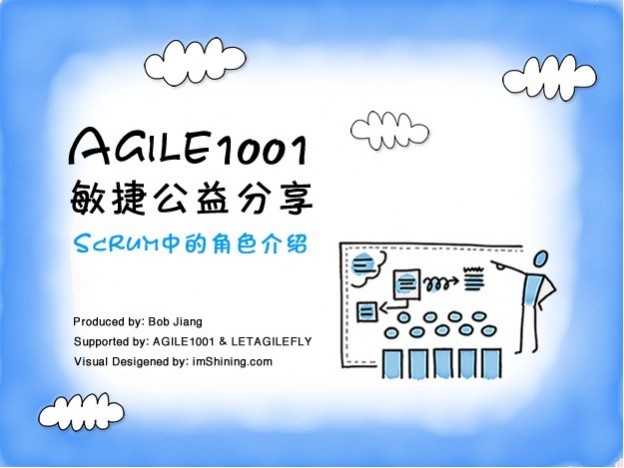 AGILE1001
敏捷公益分享
SCRUM中的角色介绍
Produced by: Bob Jiang
Supported by: AGILE1001 & LETAGILEFLY
Visual Desigened by: imShining.com